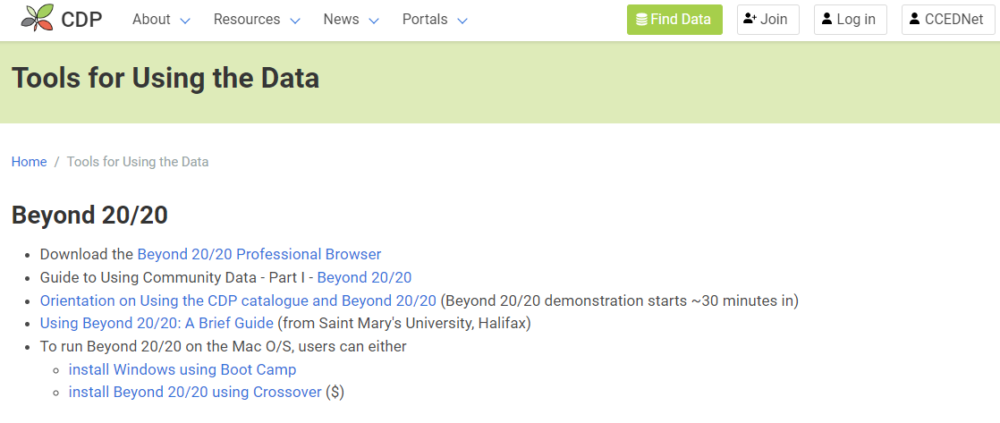 CDP About Resources News Portals Find Data Join Log in CCEDNet
Tools for Using the Data
Home / Tools for Using the Data
Beyond 20/20
• Download the Beyond 20/20 Professional Browser
• Guide to Using Community Data - Part I - Beyond 20/20
• Orientation on Using the CDP catalogue and Beyond 20/20 (Beyond 20/20 demonstration starts ~30 minutes in)
• Using Beyond 20/20: A Brief Guide (from Saint Mary's University, Halifax)
• To run Beyond 20/20 on the Mac O/S, users can either
◦ install Windows using Boot Camp
◦ install Beyond 20/20 using Crossover ($)